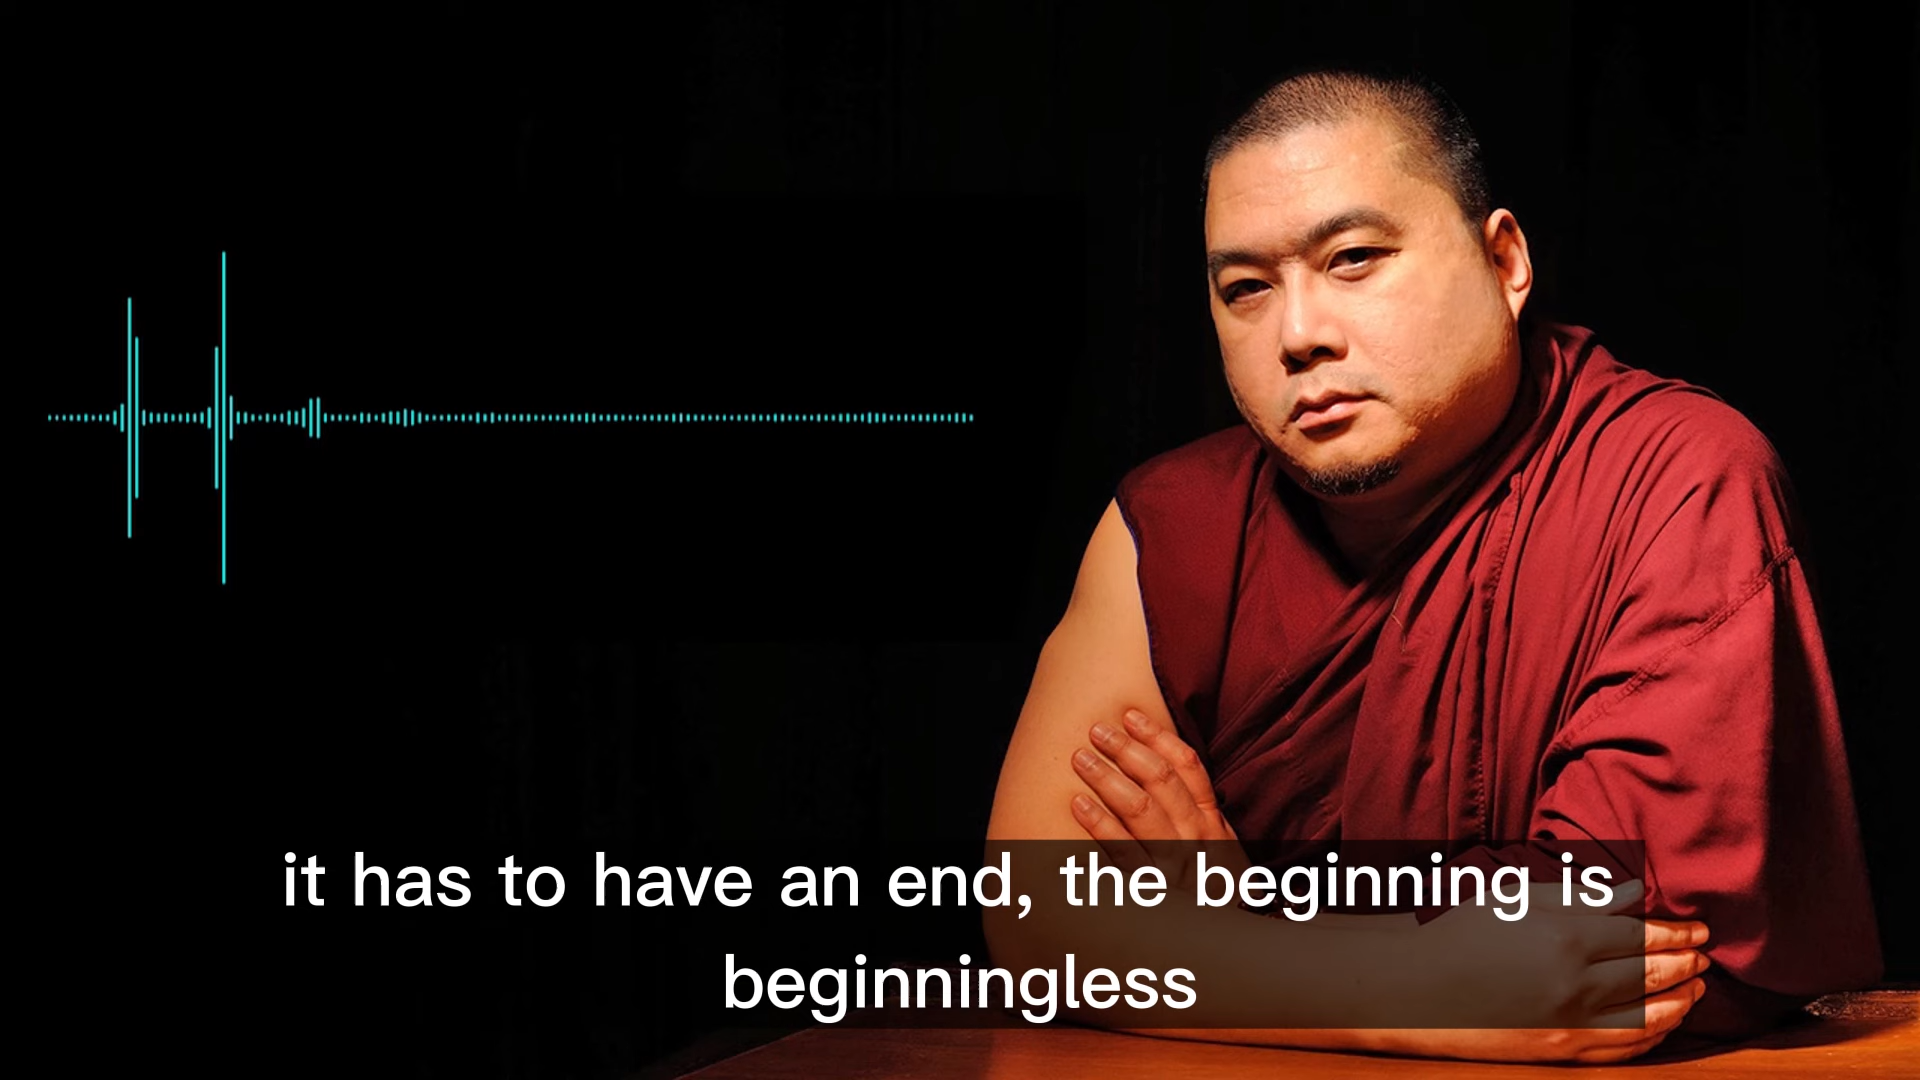 it has to have an end, the beginning is
beginningless